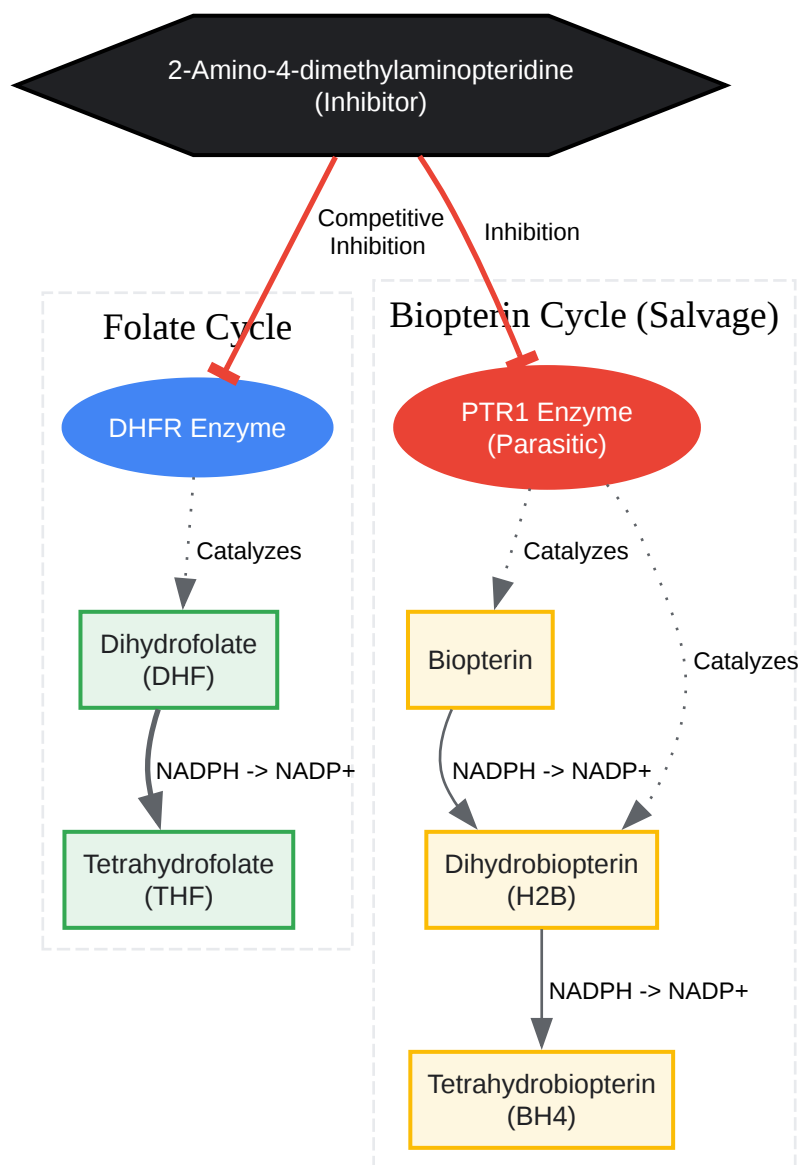 2-Amino-4-dimethylaminopteridine
(Inhibitor)
Competitive
Inhibition
Inhibition
Folate Cycle
Biopterin Cycle (Salvage)
DHFR Enzyme
PTR1 Enzyme
(Parasitic)
Catalyzes
Catalyzes
Dihydrofolate
(DHF)
Biopterin
Catalyzes
NADPH -> NADP+
NADPH -> NADP+
Tetrahydrofolate
(THF)
Dihydrobiopterin
(H2B)
NADPH -> NADP+
Tetrahydrobiopterin
(BH4)